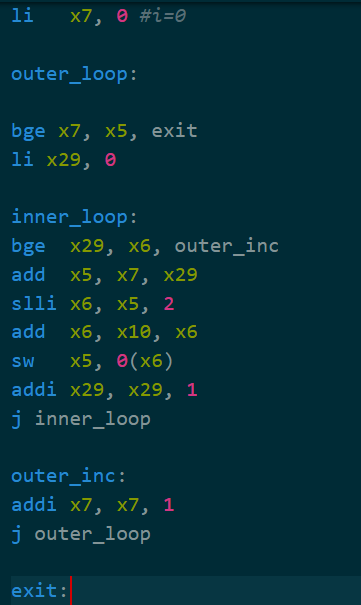 li   x7, 0 #i=0
outer_loop:
bge x7, x5, exit
li x29, 0
inner_loop:
bge  x29, x6, outer_inc
add  x5, x7, x29
slli x6, x5, 2
add  x6, x10, x6
sw   x5, 0(x6)
addi x29, x29, 1
j inner_loop
outer_inc:
addi x7, x7, 1
j outer_loop
exit: